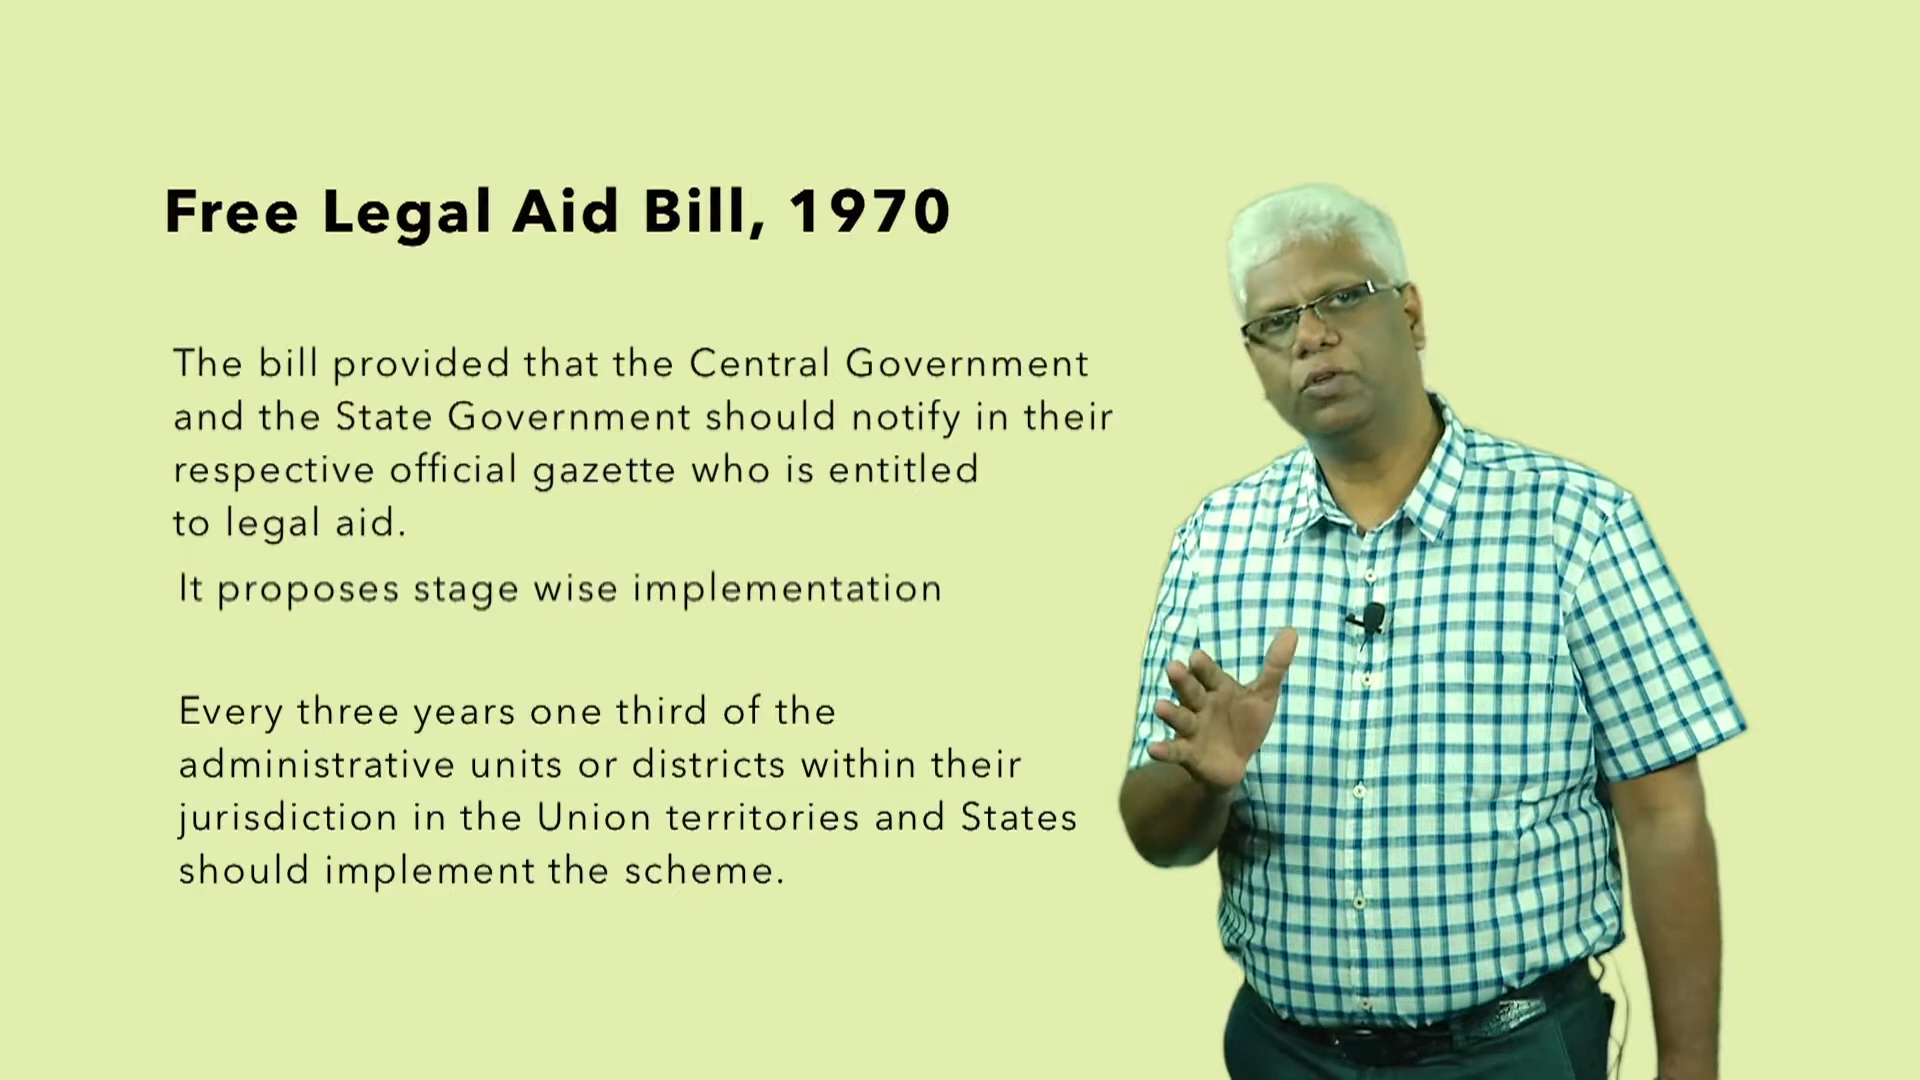 Free Legal Aid Bill, 1970
The bill provided that the Central Government
and the State Government should notify in their
respective official gazette who is entitled
to legal aid.
It proposes stage wise implementation
Every three years one third of the
administrative units or districts within their
jurisdiction in the Union territories and States
should implement the scheme.